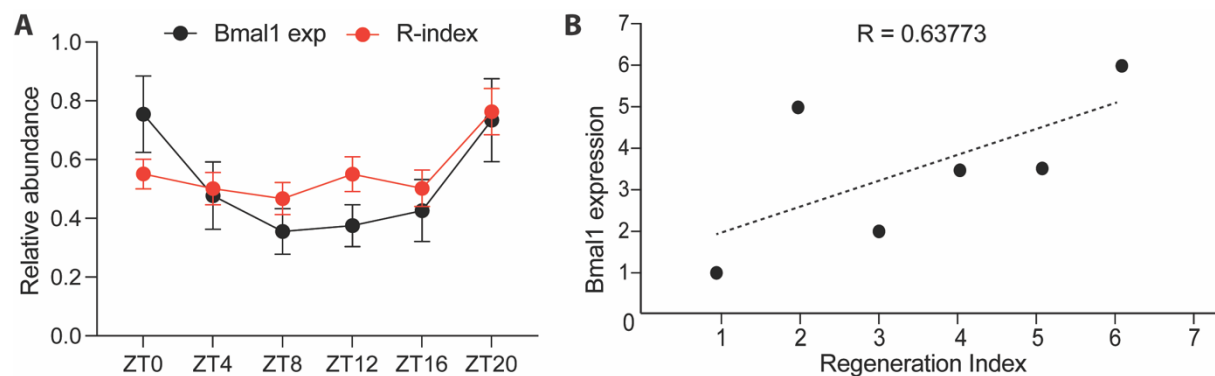 A
Bmal1 exp R-index
Relative abundance
1.0
0.8
0.6
0.4
0.2
0.0
ZT0 ZT4 ZT8 ZT12 ZT16 ZT20
B
R = 0.63773
Bmal1 expression
7
6
5
4
3
2
1
0
1 2 3 4 5 6 7
Regeneration Index